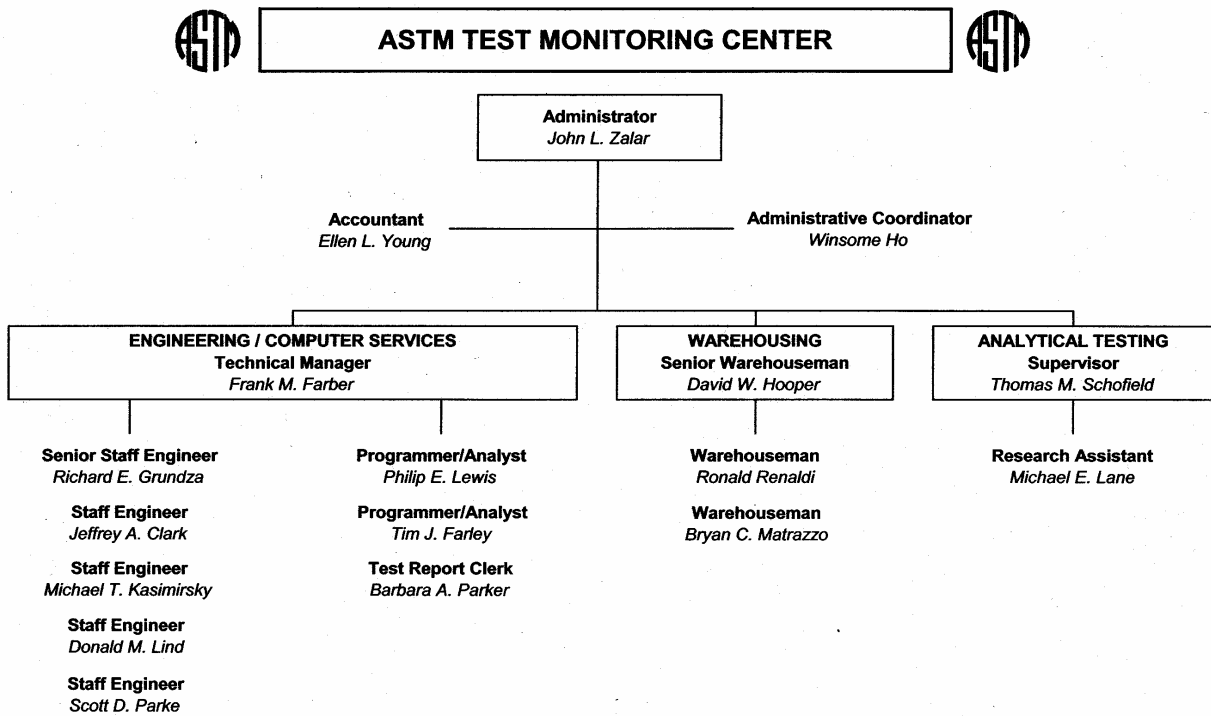 ASTM
ASTM TEST MONITORING CENTER
ASTM
Administrator
John L. Zalar
Accountant
Ellen L. Young
Administrative Coordinator
Winsome Ho
ENGINEERING / COMPUTER SERVICES
Technical Manager
Frank M. Farber
WAREHOUSING
Senior Warehouseman
David W. Hooper
ANALYTICAL TESTING
Supervisor
Thomas M. Schofield
Senior Staff Engineer
Richard E. Grundza
Staff Engineer
Jeffrey A. Clark
Staff Engineer
Michael T. Kasimirsky
Staff Engineer
Donald M. Lind
Staff Engineer
Scott D. Parke
Programmer/Analyst
Philip E. Lewis
Programmer/Analyst
Tim J. Farley
Test Report Clerk
Barbara A. Parker
Warehouseman
Ronald Renaldi
Warehouseman
Bryan C. Matrazzo
Research Assistant
Michael E. Lane